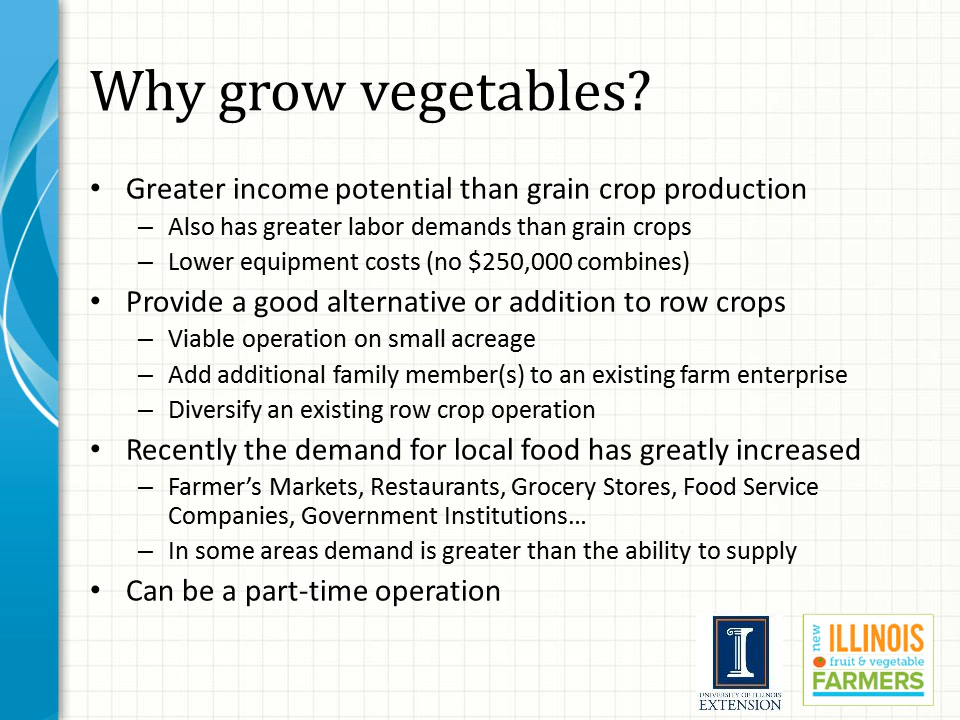 Why grow vegetables?
• Greater income potential than grain crop production
– Also has greater labor demands than grain crops
– Lower equipment costs (no $250,000 combines)
• Provide a good alternative or addition to row crops
– Viable operation on small acreage
– Add additional family member(s) to an existing farm enterprise
– Diversify an existing row crop operation
• Recently the demand for local food has greatly increased
– Farmer’s Markets, Restaurants, Grocery Stores, Food Service
Companies, Government Institutions…
– In some areas demand is greater than the ability to supply
• Can be a part-time operation
I
UNIVERSITY OF ILLINOIS
EXTENSION
new
ILLINOIS
fruit & vegetable
FARMERS